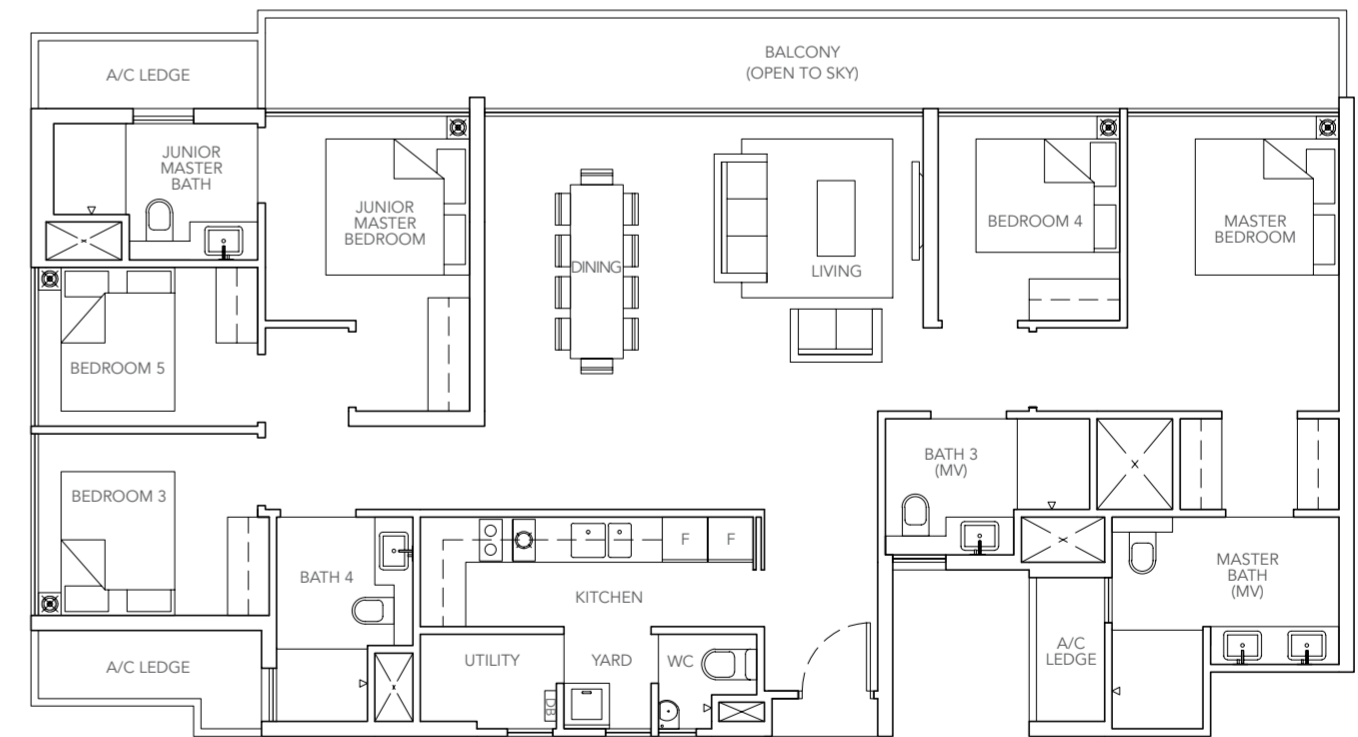 BALCONY
(OPEN TO SKY)
A/C LEDGE
JUNIOR
MASTER
BATH
JUNIOR
MASTER
BEDROOM
DINING
LIVING
BEDROOM 4
MASTER
BEDROOM
BEDROOM 5
BEDROOM 3
BATH 3
(MV)
BATH 4
F
F
KITCHEN
MASTER
BATH
(MV)
A/C LEDGE
UTILITY
YARD
WC
A/C
LEDGE
DB